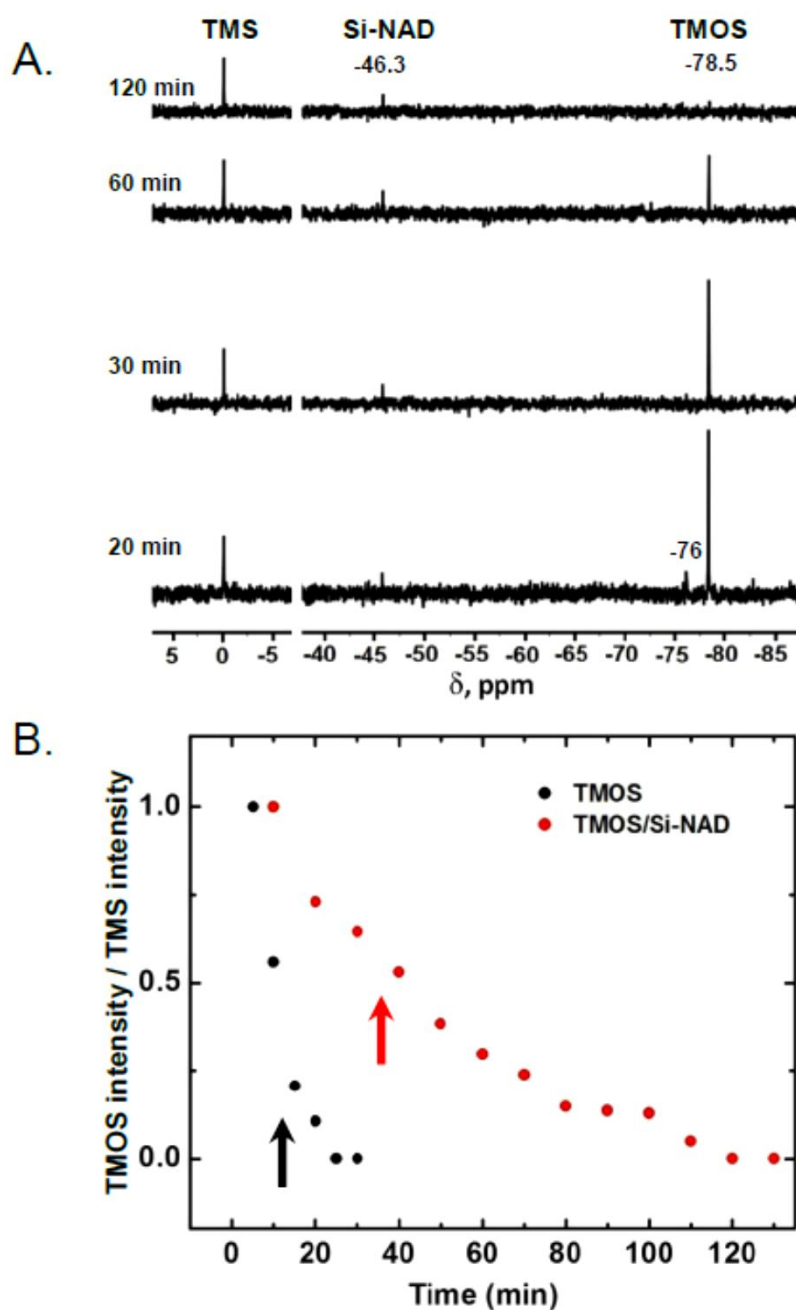 A.
TMS Si-NAD TMOS
-46.3 -78.5
120 min
60 min
30 min
20 min
-76
5 0 -5 -40 -45 -50 -55 -60 -65 -70 -75 -80 -85
δ, ppm
B.
TMOS intensity / TMS intensity
1.0
0.5
0.0
TMOS
TMOS/Si-NAD
0 20 40 60 80 100 120
Time (min)